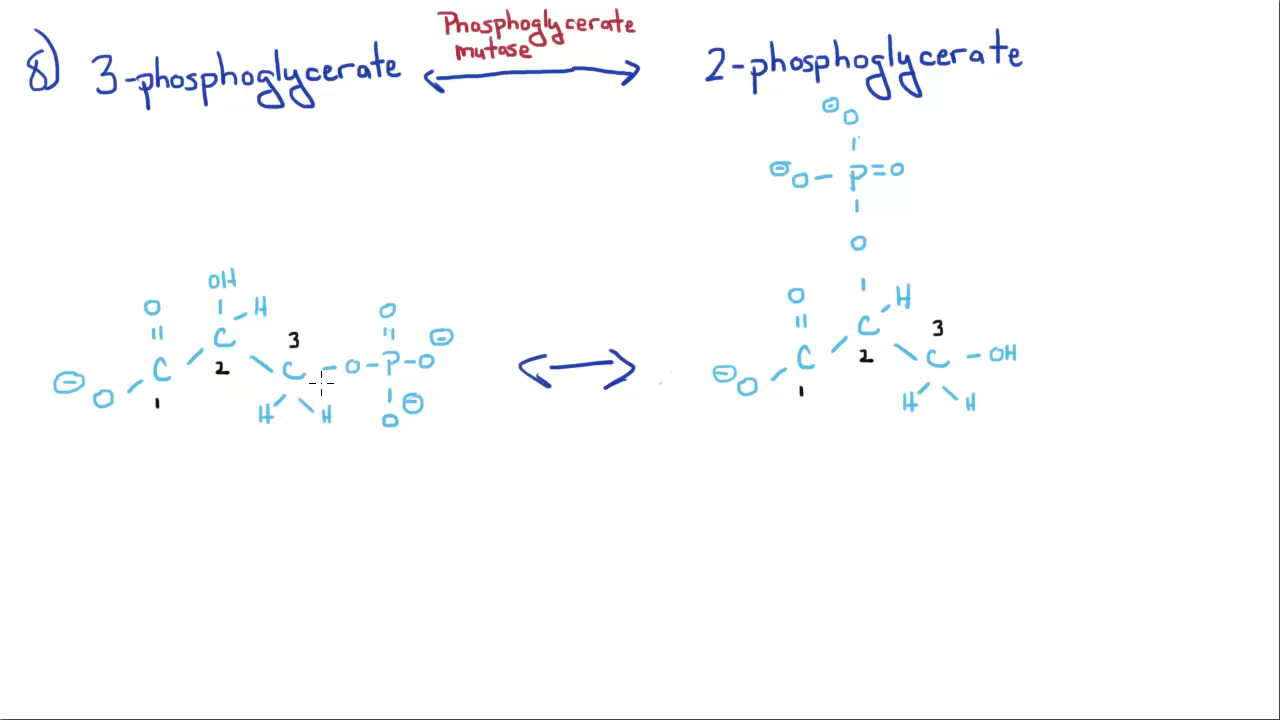 8) 3-phosphoglycerate
Phosphoglycerate
mutase
2-phosphoglycerate
⊖
O
⊖ O P = O
O
OH
O H
C 3
C 2 C O P O ⊖
O
⊖ O
1
H H
O ⊖
O H
C 3
C 2 C OH
⊖ O
1
H H